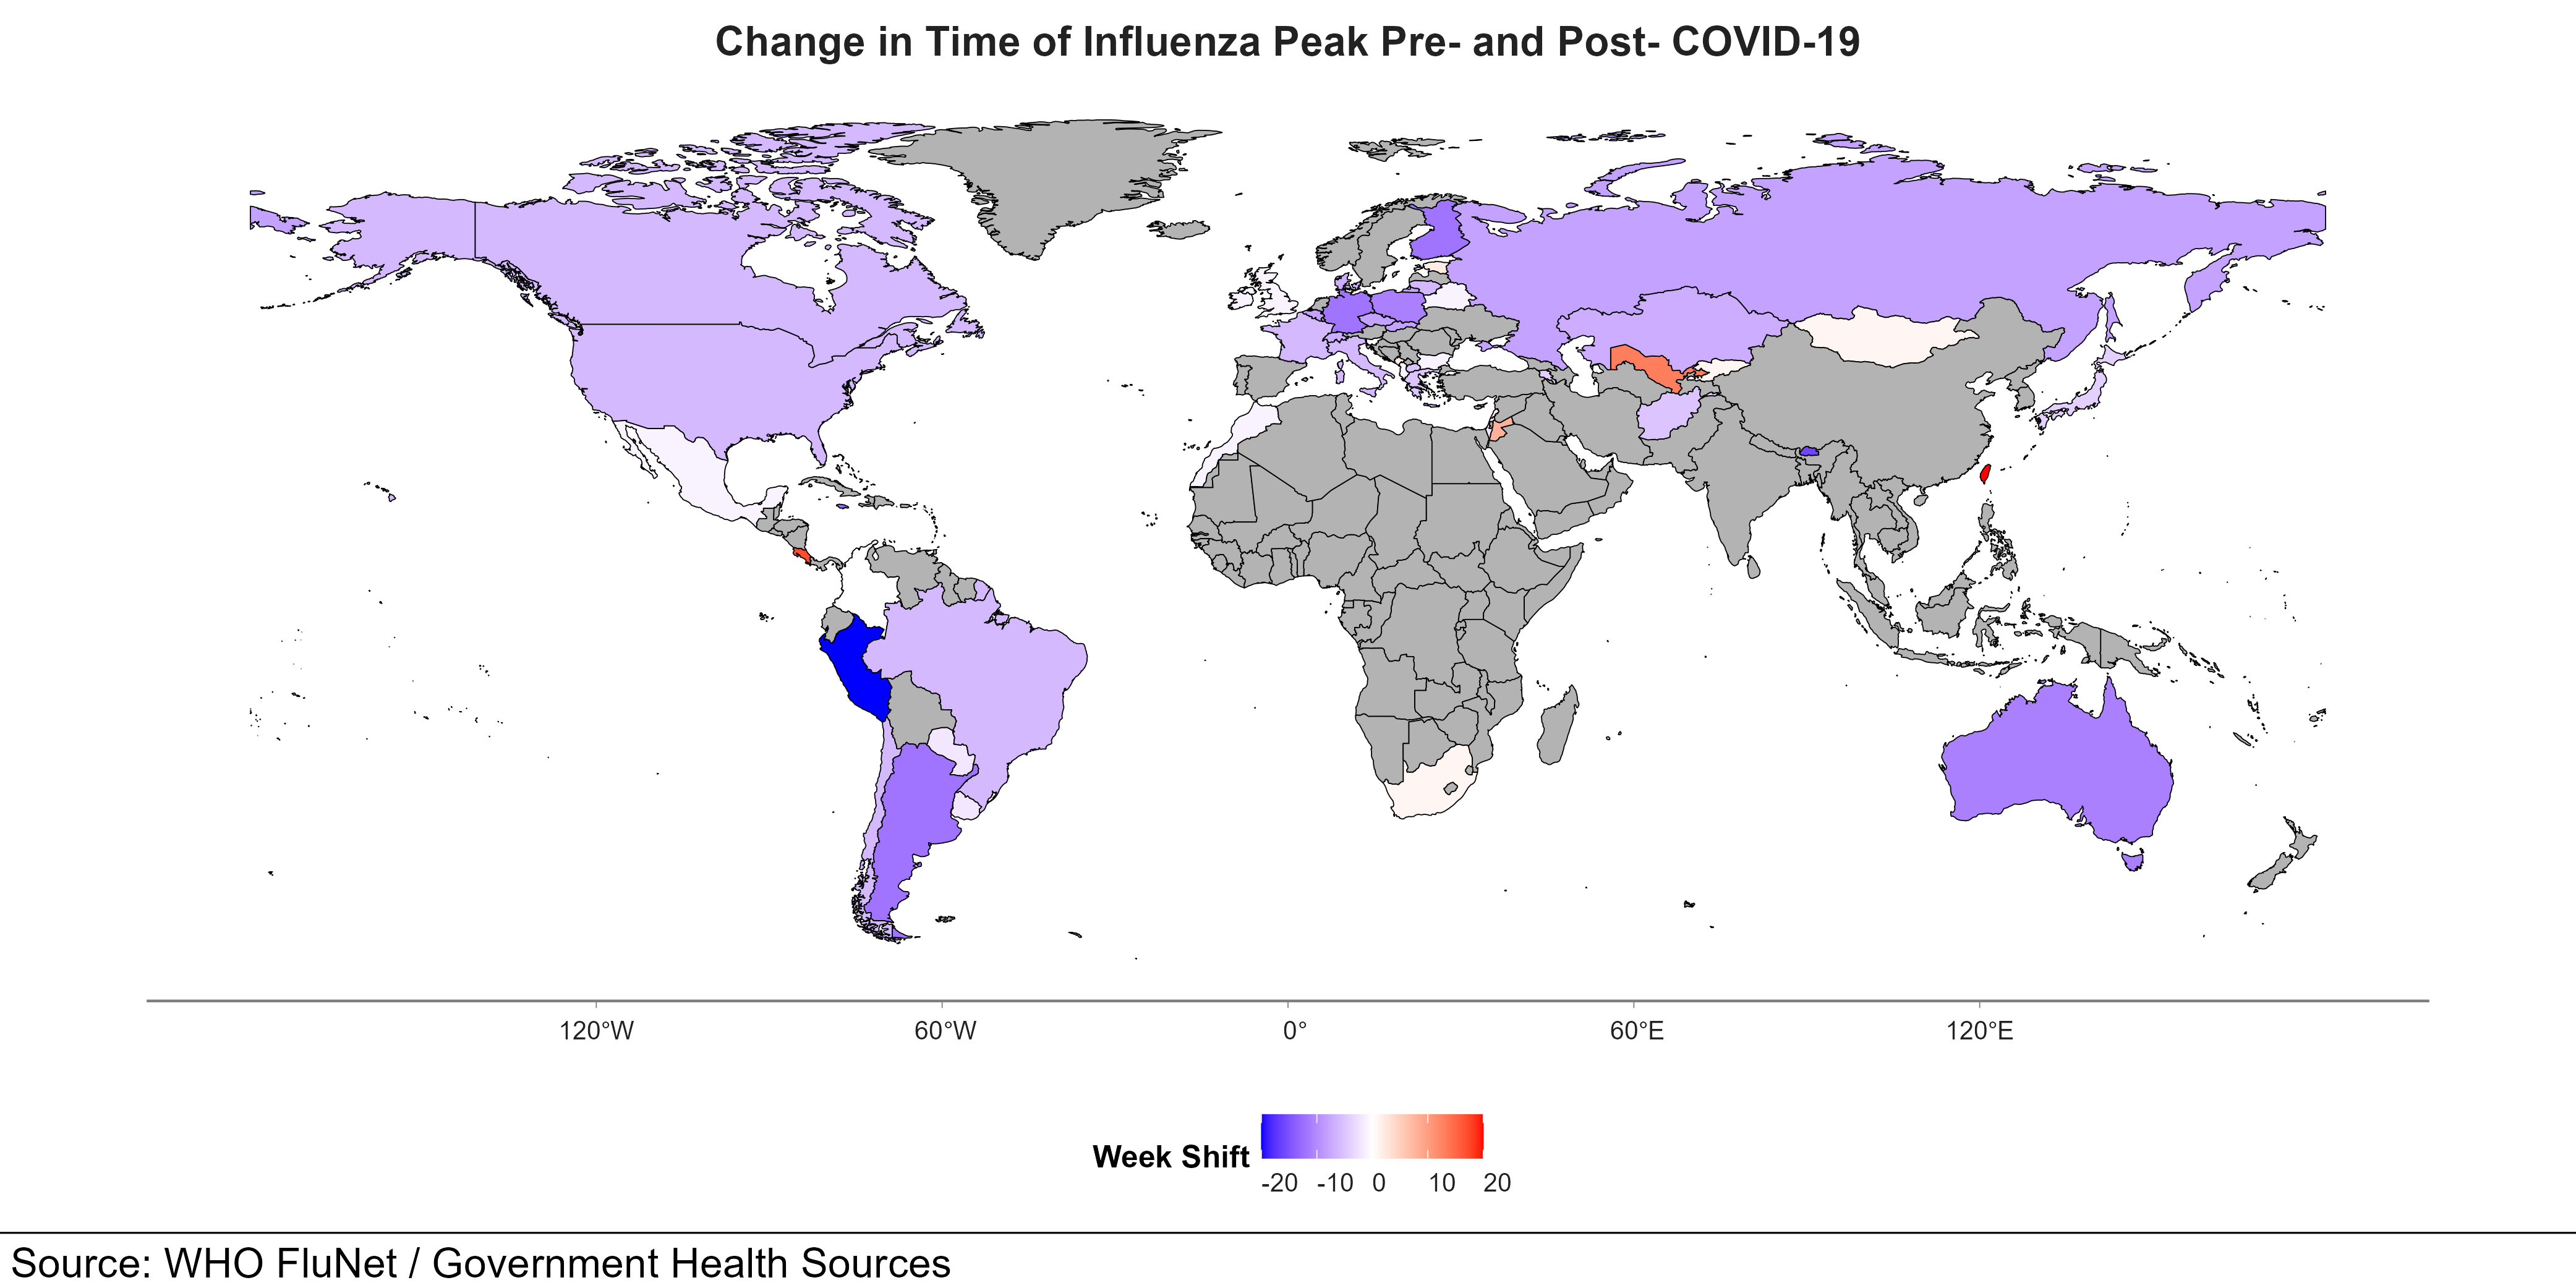 Change in Time of Influenza Peak Pre- and Post- COVID-19
120°W 60°W 0° 60°E 120°E
Week Shift
-20 -10 0 10 20
Source: WHO FluNet / Government Health Sources